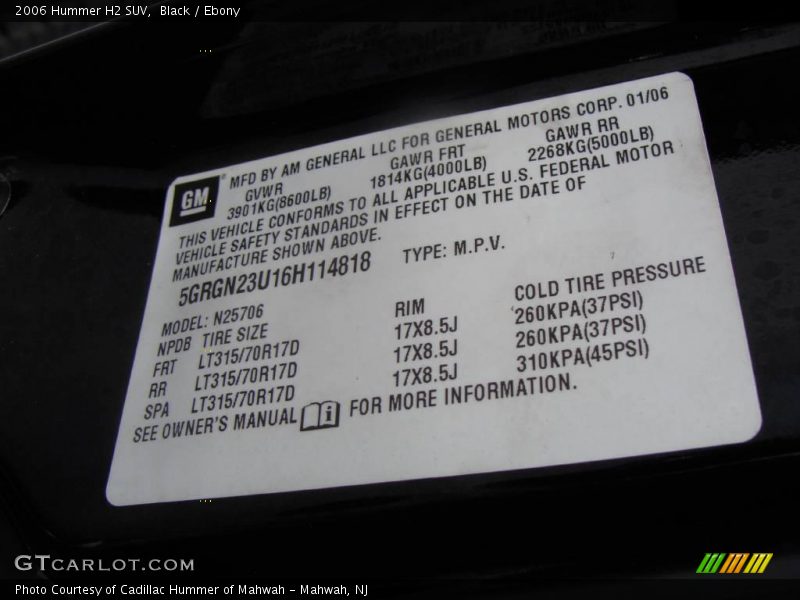 2006 Hummer H2 SUV,  Black / Ebony
GM
MFD BY AM GENERAL LLC FOR GENERAL MOTORS CORP. 01/06
GVWR GAWR FRT GAWR RR
3901KG(8600LB) 1814KG(4000LB) 2268KG(5000LB)
THIS VEHICLE CONFORMS TO ALL APPLICABLE U.S. FEDERAL MOTOR
VEHICLE SAFETY STANDARDS IN EFFECT ON THE DATE OF
MANUFACTURE SHOWN ABOVE.
5GRGN23U16H114818 TYPE: M.P.V.
MODEL: N25706
NPDB TIRE SIZE RIM COLD TIRE PRESSURE
FRT LT315/70R17D 17X8.5J 260KPA(37PSI)
RR LT315/70R17D 17X8.5J 260KPA(37PSI)
SPA LT315/70R17D 17X8.5J 310KPA(45PSI)
SEE OWNER'S MANUAL i FOR MORE INFORMATION.
GTCARLOT.COM
Photo Courtesy of Cadillac Hummer of Mahwah - Mahwah, NJ